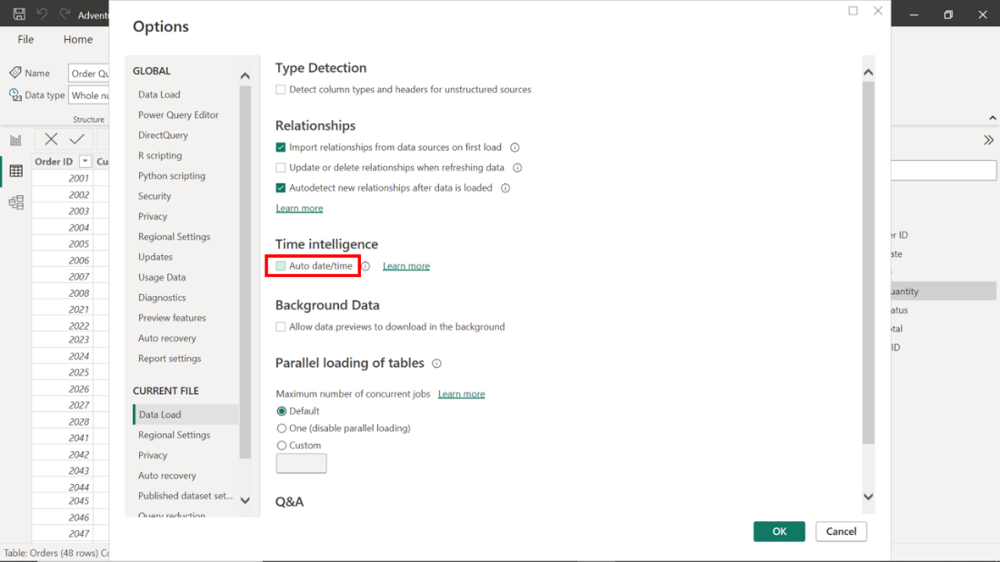 Adventu
Options
File Home
Name Order Qu
Data type Whole nu
Structure
Order ID Cu
2001
2002
2003
2004
2005
2006
2007
2008
2021
2022
2023
2024
2025
2026
2027
2028
2041
2042
2043
2044
2045
2046
2047
Table: Orders (48 rows) Co
GLOBAL
Data Load
Power Query Editor
DirectQuery
R scripting
Python scripting
Security
Privacy
Regional Settings
Updates
Usage Data
Diagnostics
Preview features
Auto recovery
Report settings
CURRENT FILE
Data Load
Regional Settings
Privacy
Auto recovery
Published dataset set...
Query reduction
Type Detection
Detect column types and headers for unstructured sources
Relationships
Import relationships from data sources on first load
Update or delete relationships when refreshing data
Autodetect new relationships after data is loaded
Learn more
Time intelligence
Auto date/time Learn more
Background Data
Allow data previews to download in the background
Parallel loading of tables
Maximum number of concurrent jobs Learn more
Default
One (disable parallel loading)
Custom
Q&A
OK Cancel
er ID
ate
uantity
tatus
otal
ID